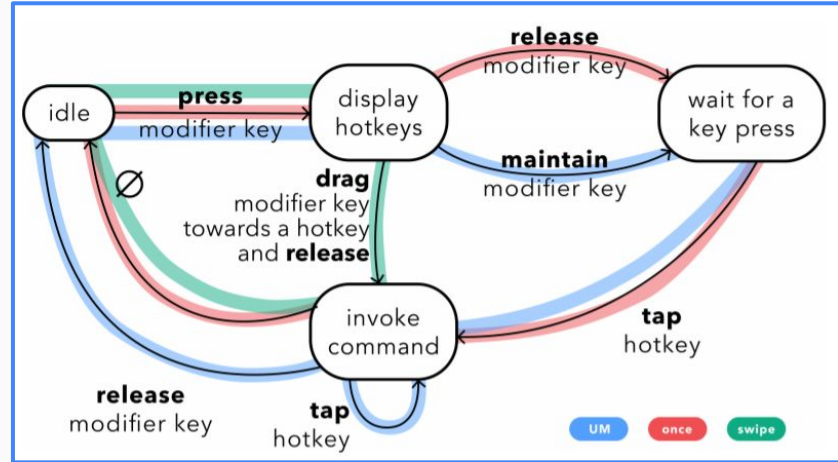 idle
press
modifier key
display
hotkeys
release
modifier key
maintain
modifier key
wait for a
key press
Ø
drag
modifier key
towards a hotkey
and release
invoke
command
tap
hotkey
release
modifier key
tap
hotkey
UM
once
swipe